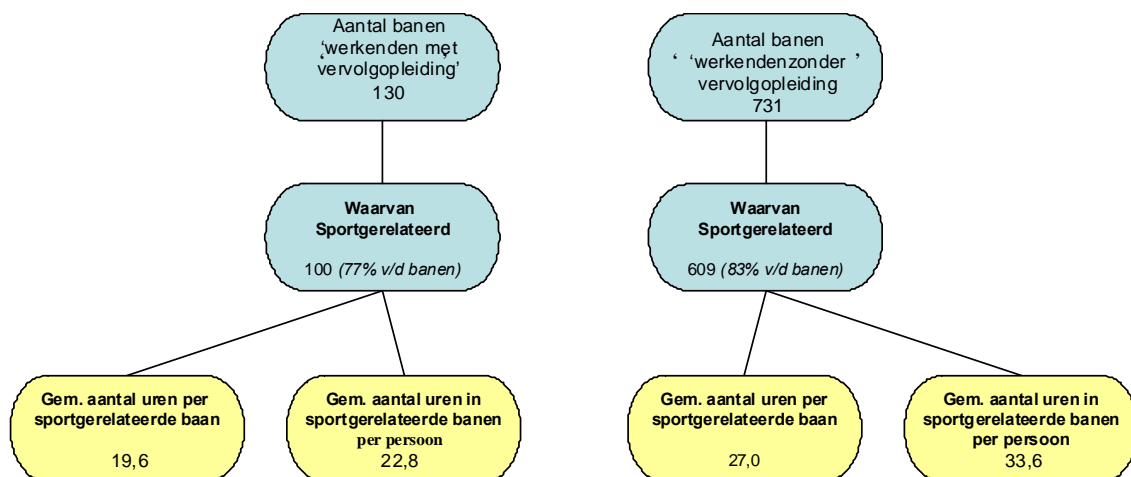 Aantal banen
‘werkenden met
vervolgopleiding’
130
Aantal banen
‘ ‘werkendenzonder ’
vervolgopleiding
731
Waarvan
Sportgerelateerd
100 (77% v/d banen)
Waarvan
Sportgerelateerd
609 (83% v/d banen)
Gem. aantal uren per
sportgerelateerde baan
19,6
Gem. aantal uren in
sportgerelateerde banen
per persoon
22,8
Gem. aantal uren per
sportgerelateerde baan
27,0
Gem. aantal uren in
sportgerelateerde banen
per persoon
33,6